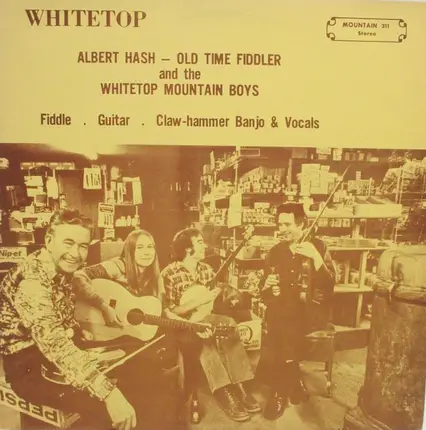 WHITETOP
MOUNTAIN 311
Stereo
ALBERT HASH — OLD TIME FIDDLER
and the
WHITETOP MOUNTAIN BOYS
Fiddle . Guitar . Claw-hammer Banjo & Vocals
PEPSI